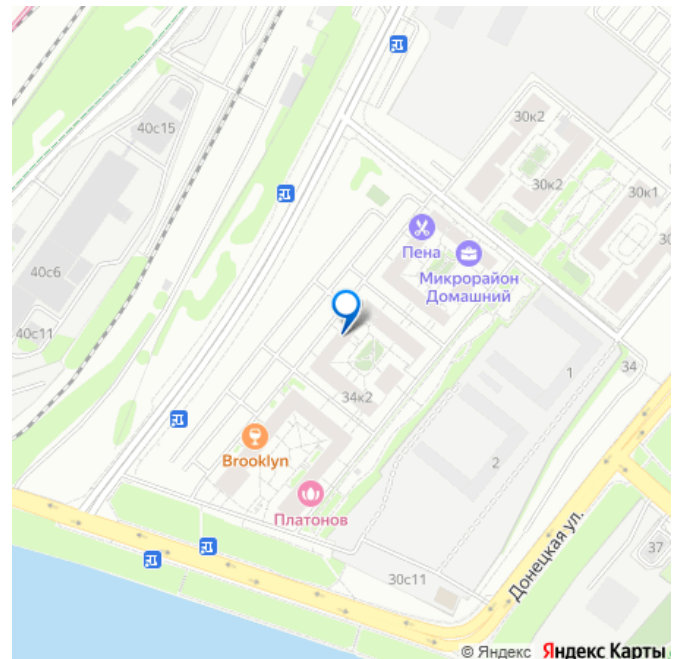 40с15
30к2
30к2
30к1
30
Пена
Микрорайон
Домашний
40с6
40с11
1
34
34к2
Brooklyn
2
Платонов
Донецкая ул.
37
30с11
© Яндекс Яндекс Карты